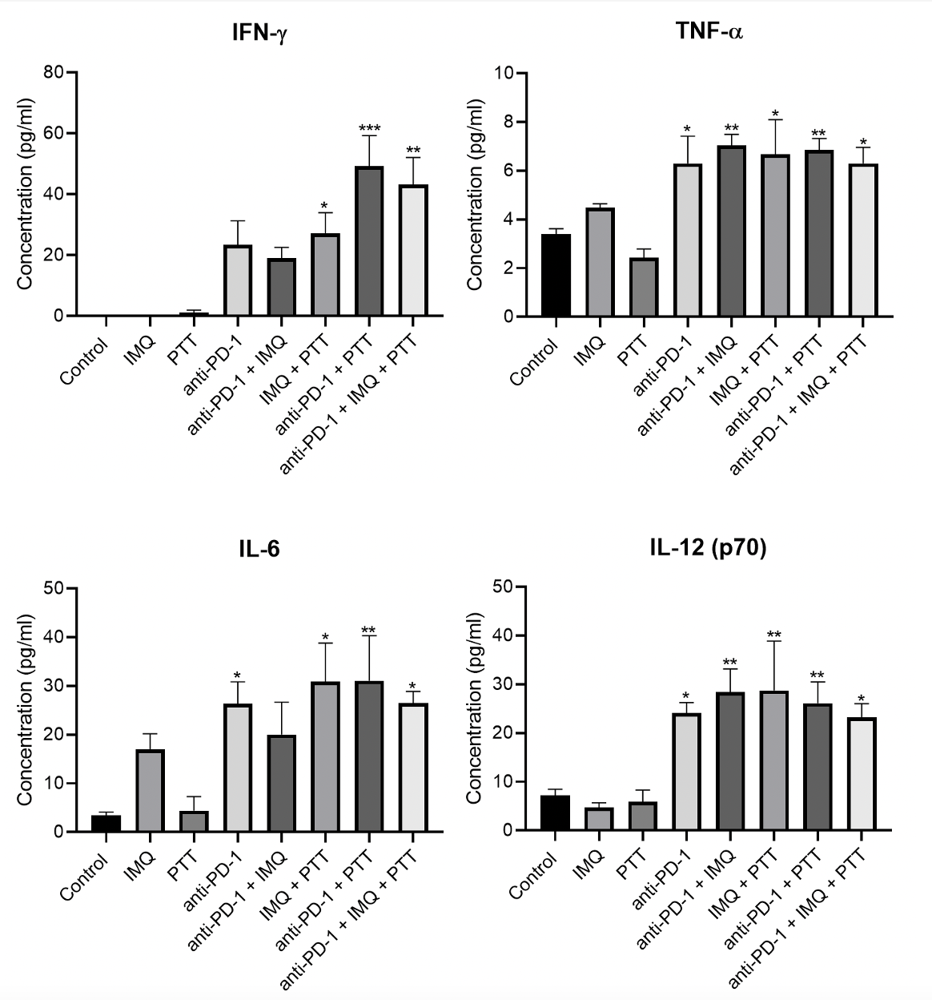 IFN-γ
80
60
40
20
0
Concentration (pg/ml)
*
***
**
Control
IMQ
PTT
anti-PD-1
anti-PD-1 + IMQ
IMQ + PTT
anti-PD-1 + PTT
anti-PD-1 + IMQ + PTT
TNF-α
10
8
6
4
2
0
Concentration (pg/ml)
*
**
*
**
*
Control
IMQ
PTT
anti-PD-1
anti-PD-1 + IMQ
IMQ + PTT
anti-PD-1 + PTT
anti-PD-1 + IMQ + PTT
IL-6
50
40
30
20
10
0
Concentration (pg/ml)
*
*
**
*
Control
IMQ
PTT
anti-PD-1
anti-PD-1 + IMQ
IMQ + PTT
anti-PD-1 + PTT
anti-PD-1 + IMQ + PTT
IL-12 (p70)
50
40
30
20
10
0
Concentration (pg/ml)
*
**
**
**
*
Control
IMQ
PTT
anti-PD-1
anti-PD-1 + IMQ
IMQ + PTT
anti-PD-1 + PTT
anti-PD-1 + IMQ + PTT